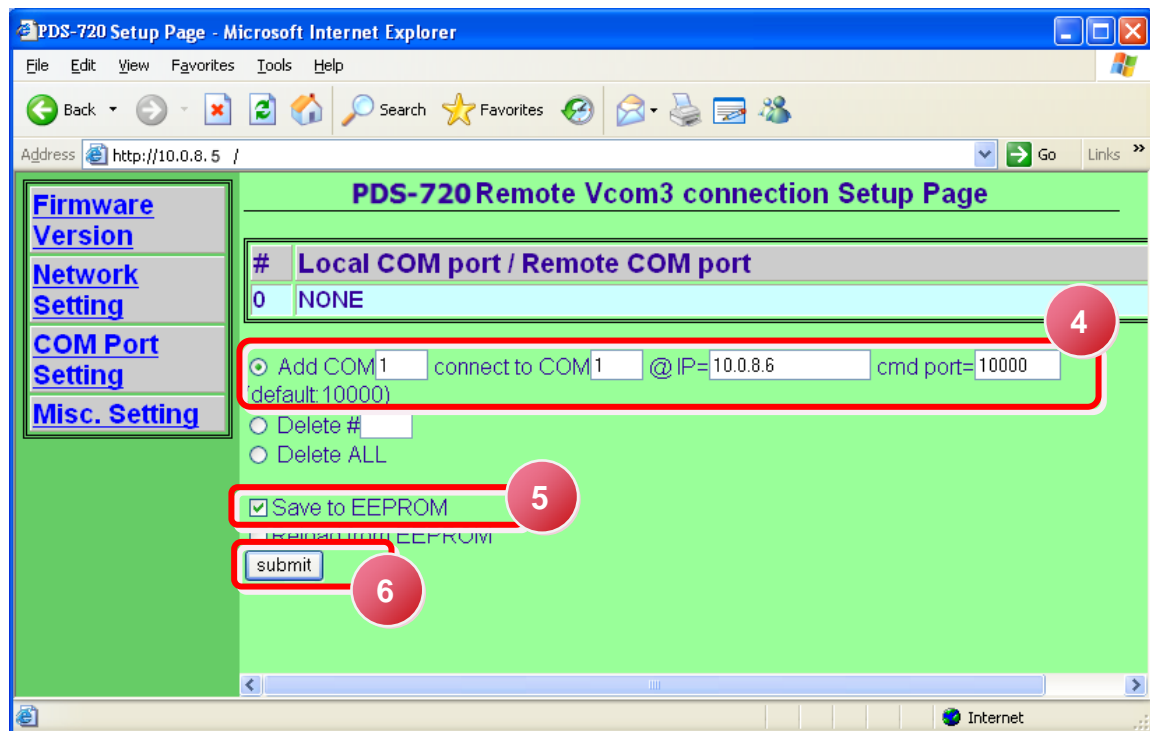 PDS-720 Setup Page - Microsoft Internet Explorer
File Edit View Favorites Tools Help
Back Search Favorites
Address http://10.0.8.5 / Go Links »
Firmware
Version
Network
Setting
COM Port
Setting
Misc. Setting
PDS-720 Remote Vcom3 connection Setup Page
# Local COM port / Remote COM port
0 NONE
4
Add COM 1 connect to COM 1 @ IP= 10.0.8.6 cmd port= 10000
(default:10000)
Delete #
Delete ALL
Save to EEPROM
5
Reload from EEPROM
submit
6
Internet